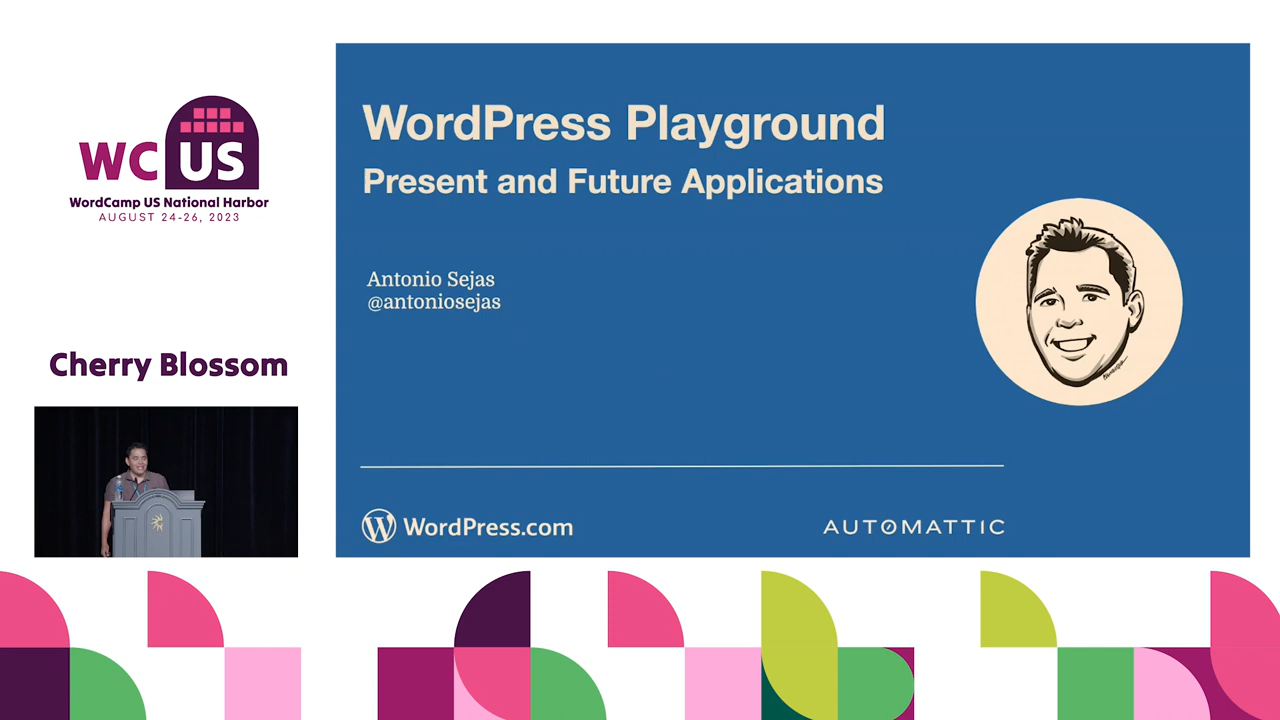 WC US
WordCamp US National Harbor
AUGUST 24-26, 2023
Cherry Blossom
WordPress Playground
Present and Future Applications
Antonio Sejas
@antoniosejas
WordPress.com
AUTOMATTIC